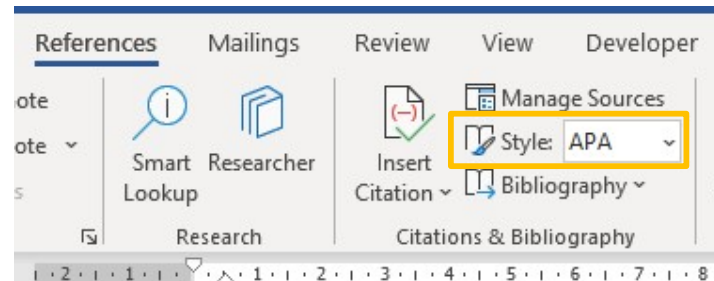 References Mailings Review View Developer
ote
ote
s
Smart
Lookup
Researcher
Research
Insert
Citation
Manage Sources
Style: APA
Bibliography
Citations & Bibliography
2 1 1 2 3 4 5 6 7 8